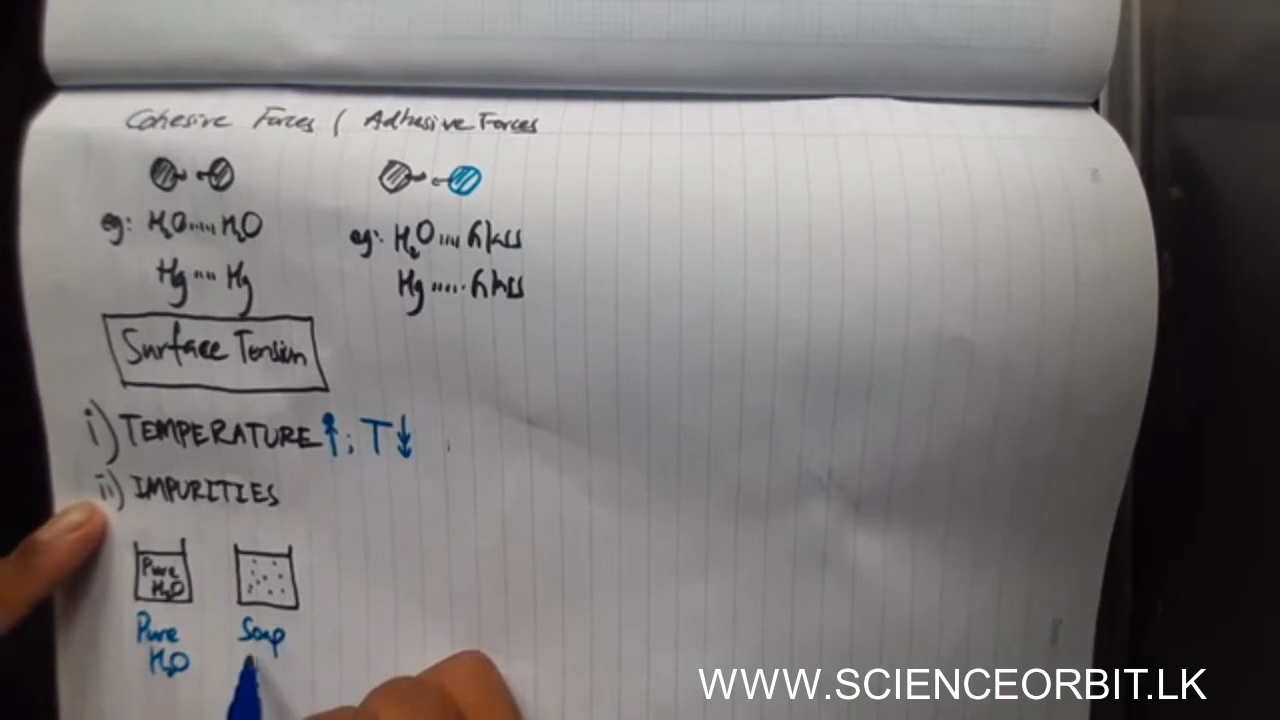 Cohesive Forces / Adhesive Forces
eg: H₂O.....H₂O
Hg....Hg
eg: H₂O....Glass
Hg.....Glass
Surface Tension
i) TEMPERATURE↑; T↓
ii) IMPURITIES
Pure
H₂O
Pure
H₂O
Soap
WWW.SCIENCEORBIT.LK